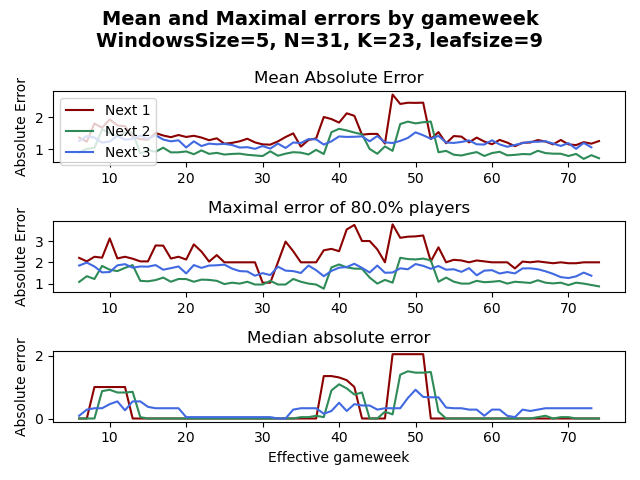 Mean and Maximal errors by gameweek
WindowsSize=5, N=31, K=23, leafsize=9
Mean Absolute Error
Absolute Error
2
1
Next 1
Next 2
Next 3
10 20 30 40 50 60 70
Maximal error of 80.0% players
Absolute Error
3
2
1
10 20 30 40 50 60 70
Median absolute error
Absolute error
2
0
10 20 30 40 50 60 70
Effective gameweek